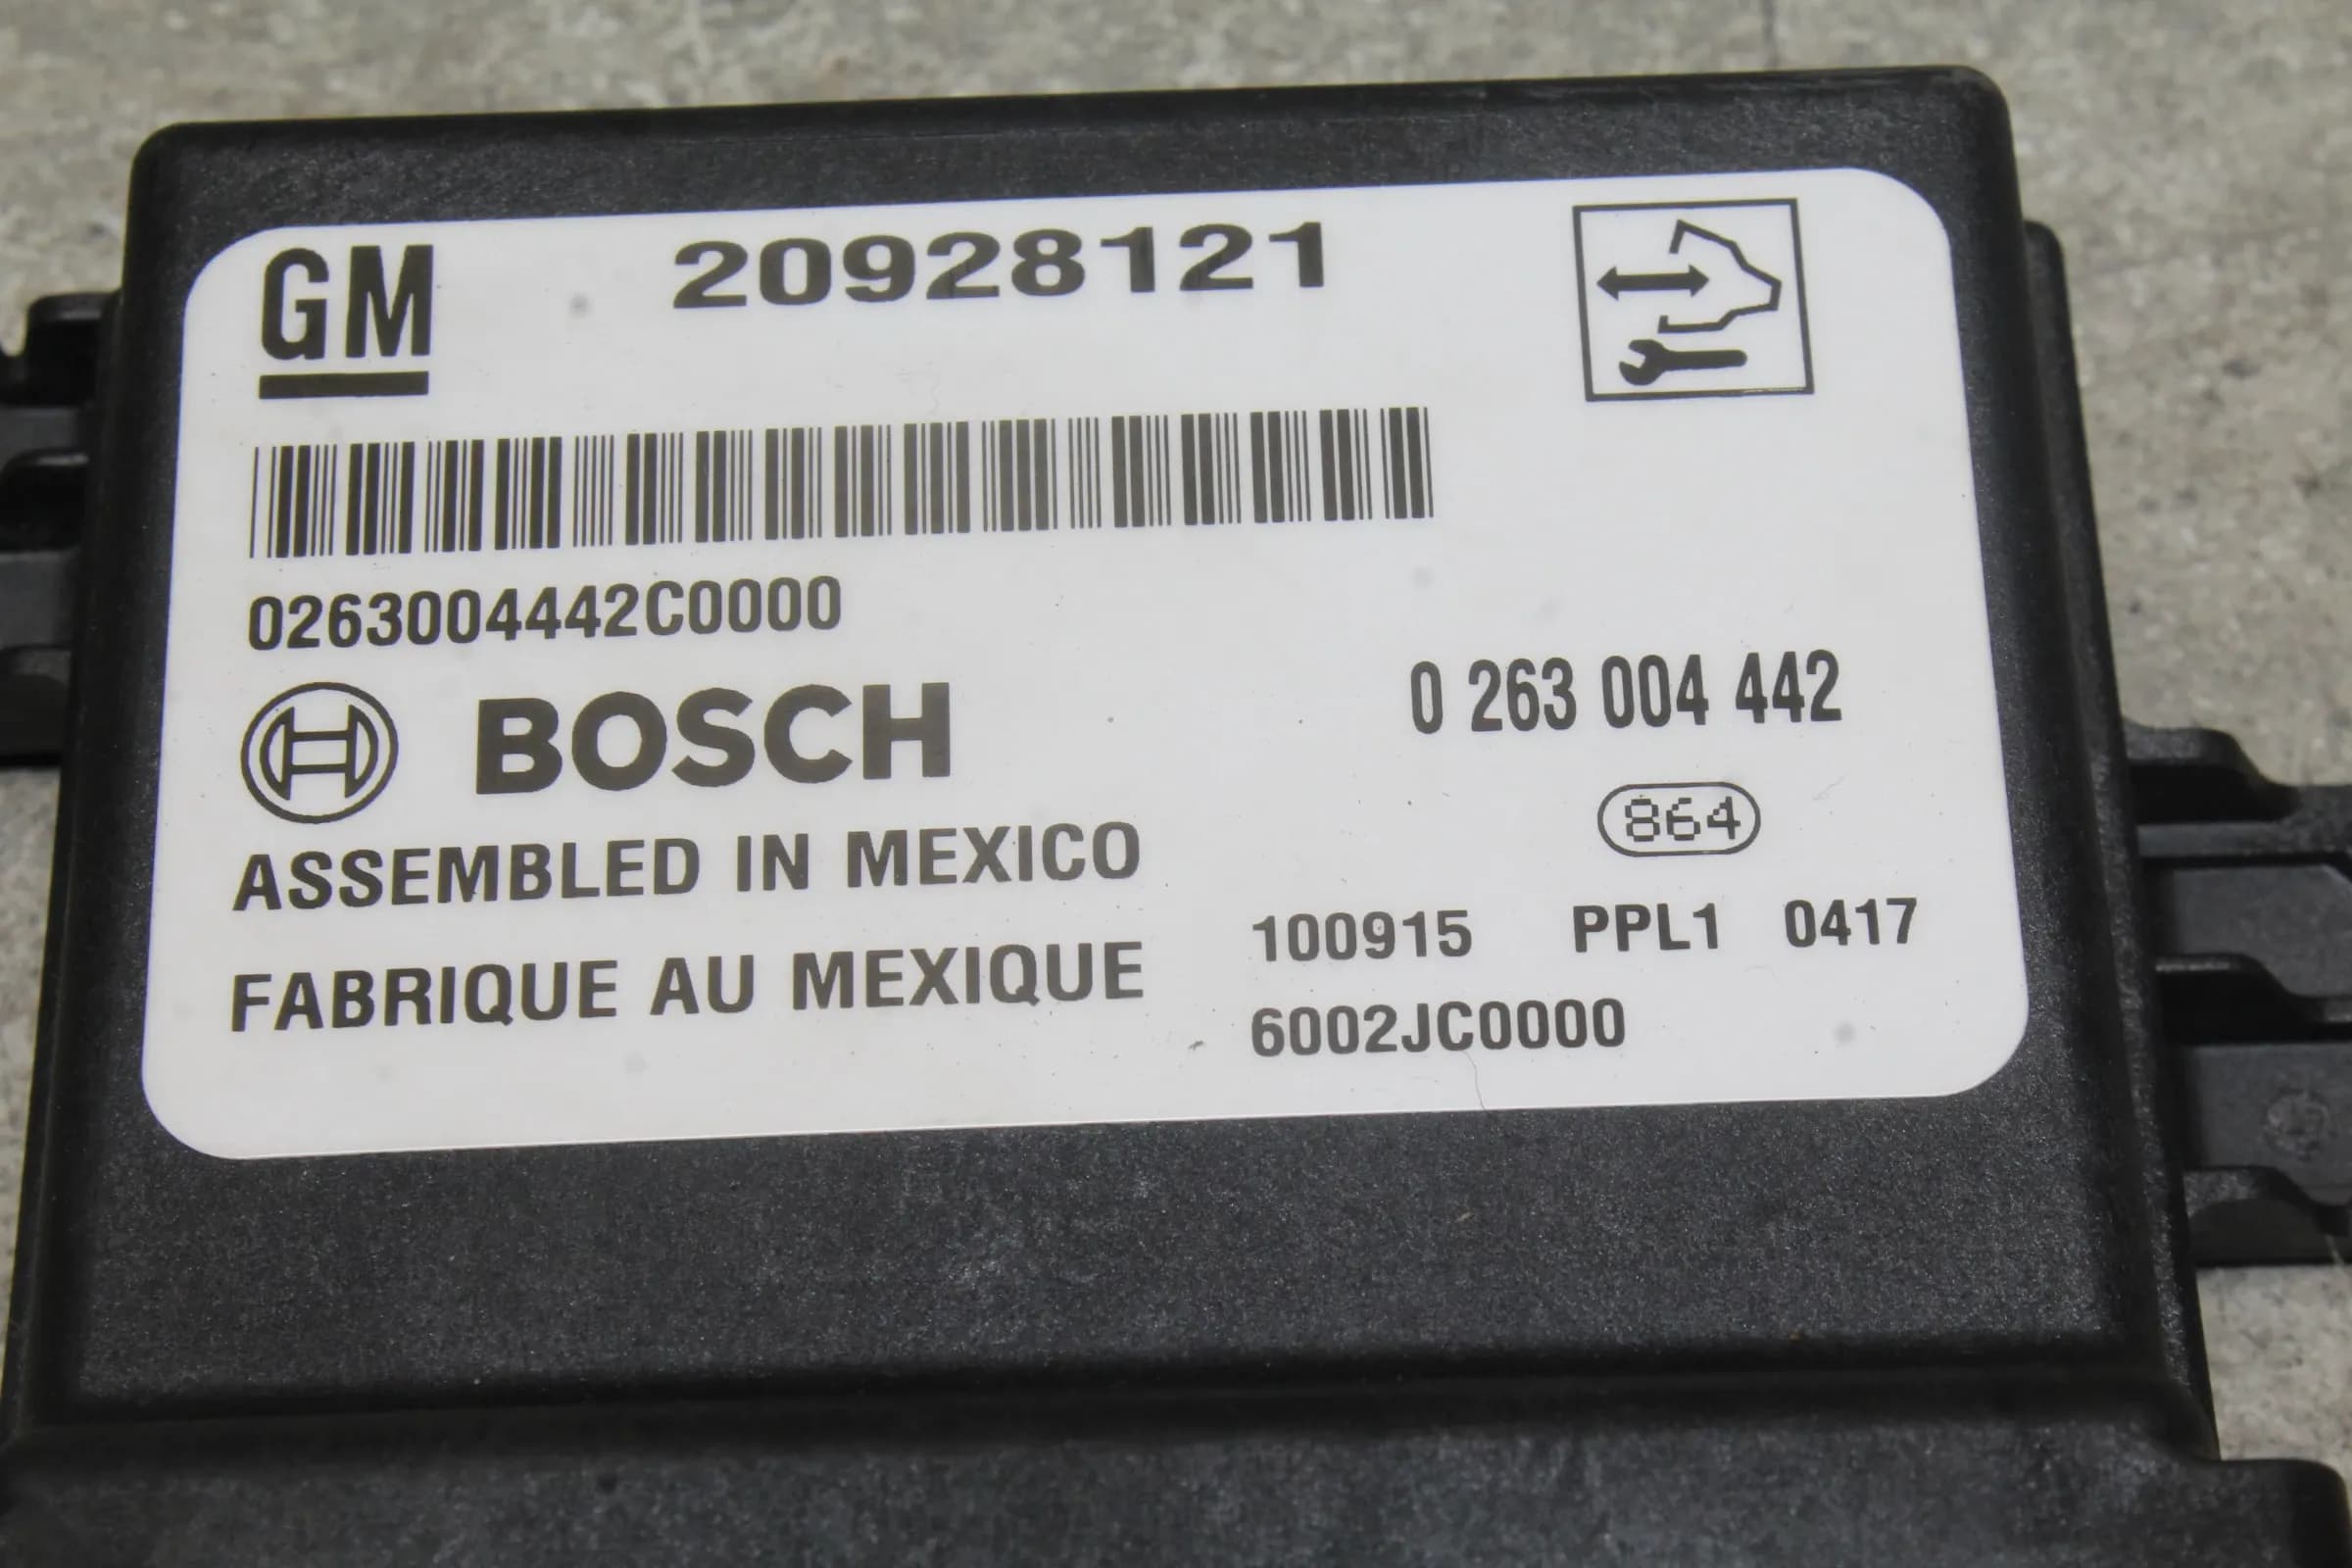 GM 20928121
0263004442C0000
BOSCH 0 263 004 442
864
ASSEMBLED IN MEXICO
100915 PPL1 0417
FABRIQUE AU MEXIQUE
6002JC0000